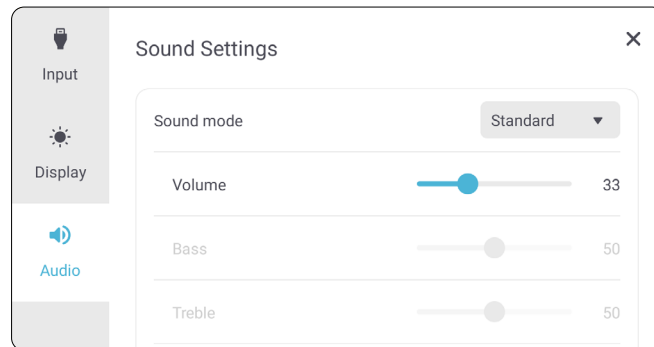 Input
Display
Audio
Sound Settings
Sound mode Standard
Volume 33
Bass 50
Treble 50